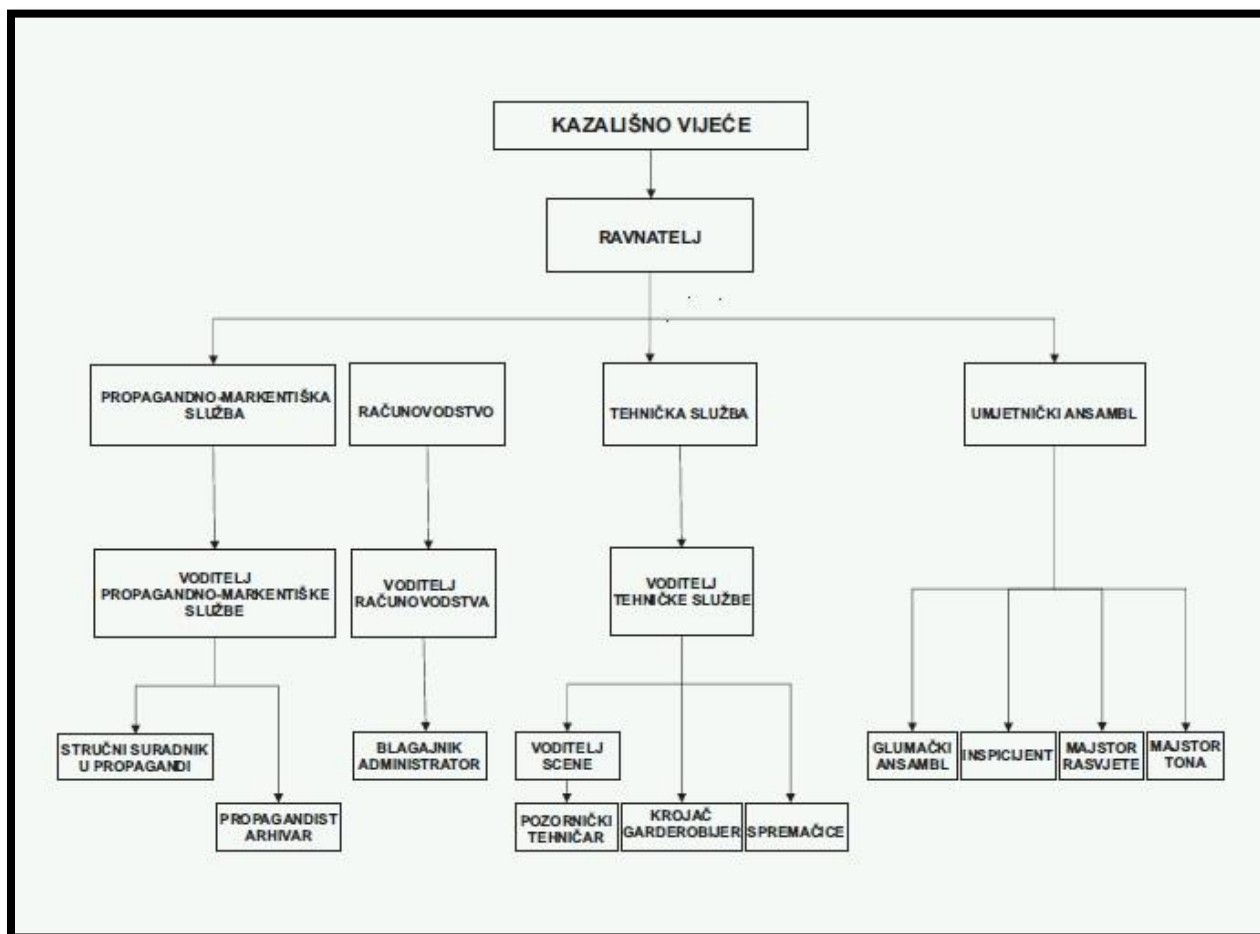 KAZALIŠNO VIJEĆE
RAVNATELJ
PROPAGANDNO-MARKENTIŠKA
SLUŽBA
RAČUNOVODSTVO
TEHNIČKA SLUŽBA
UMJETNIČKI ANSAMBL
VODITELJ
PROPAGANDNO-MARKENTIŠKE
SLUŽBE
VODITELJ
RAČUNOVODSTVA
VODITELJ
TEHNIČKE SLUŽBE
STRUČNI SURADNIK
U PROPAGANDI
PROPAGANDIST
ARHIVAR
BLAGAJNIK
ADMINISTRATOR
VODITELJ
SCENE
POZORNIČKI
TEHNIČAR
KROJAČ
GARDEROBIJER
SPREMAČICE
GLUMAČKI
ANSAMBL
INSPICIJENT
MAJSTOR
RASVJETE
MAJSTOR
TONA